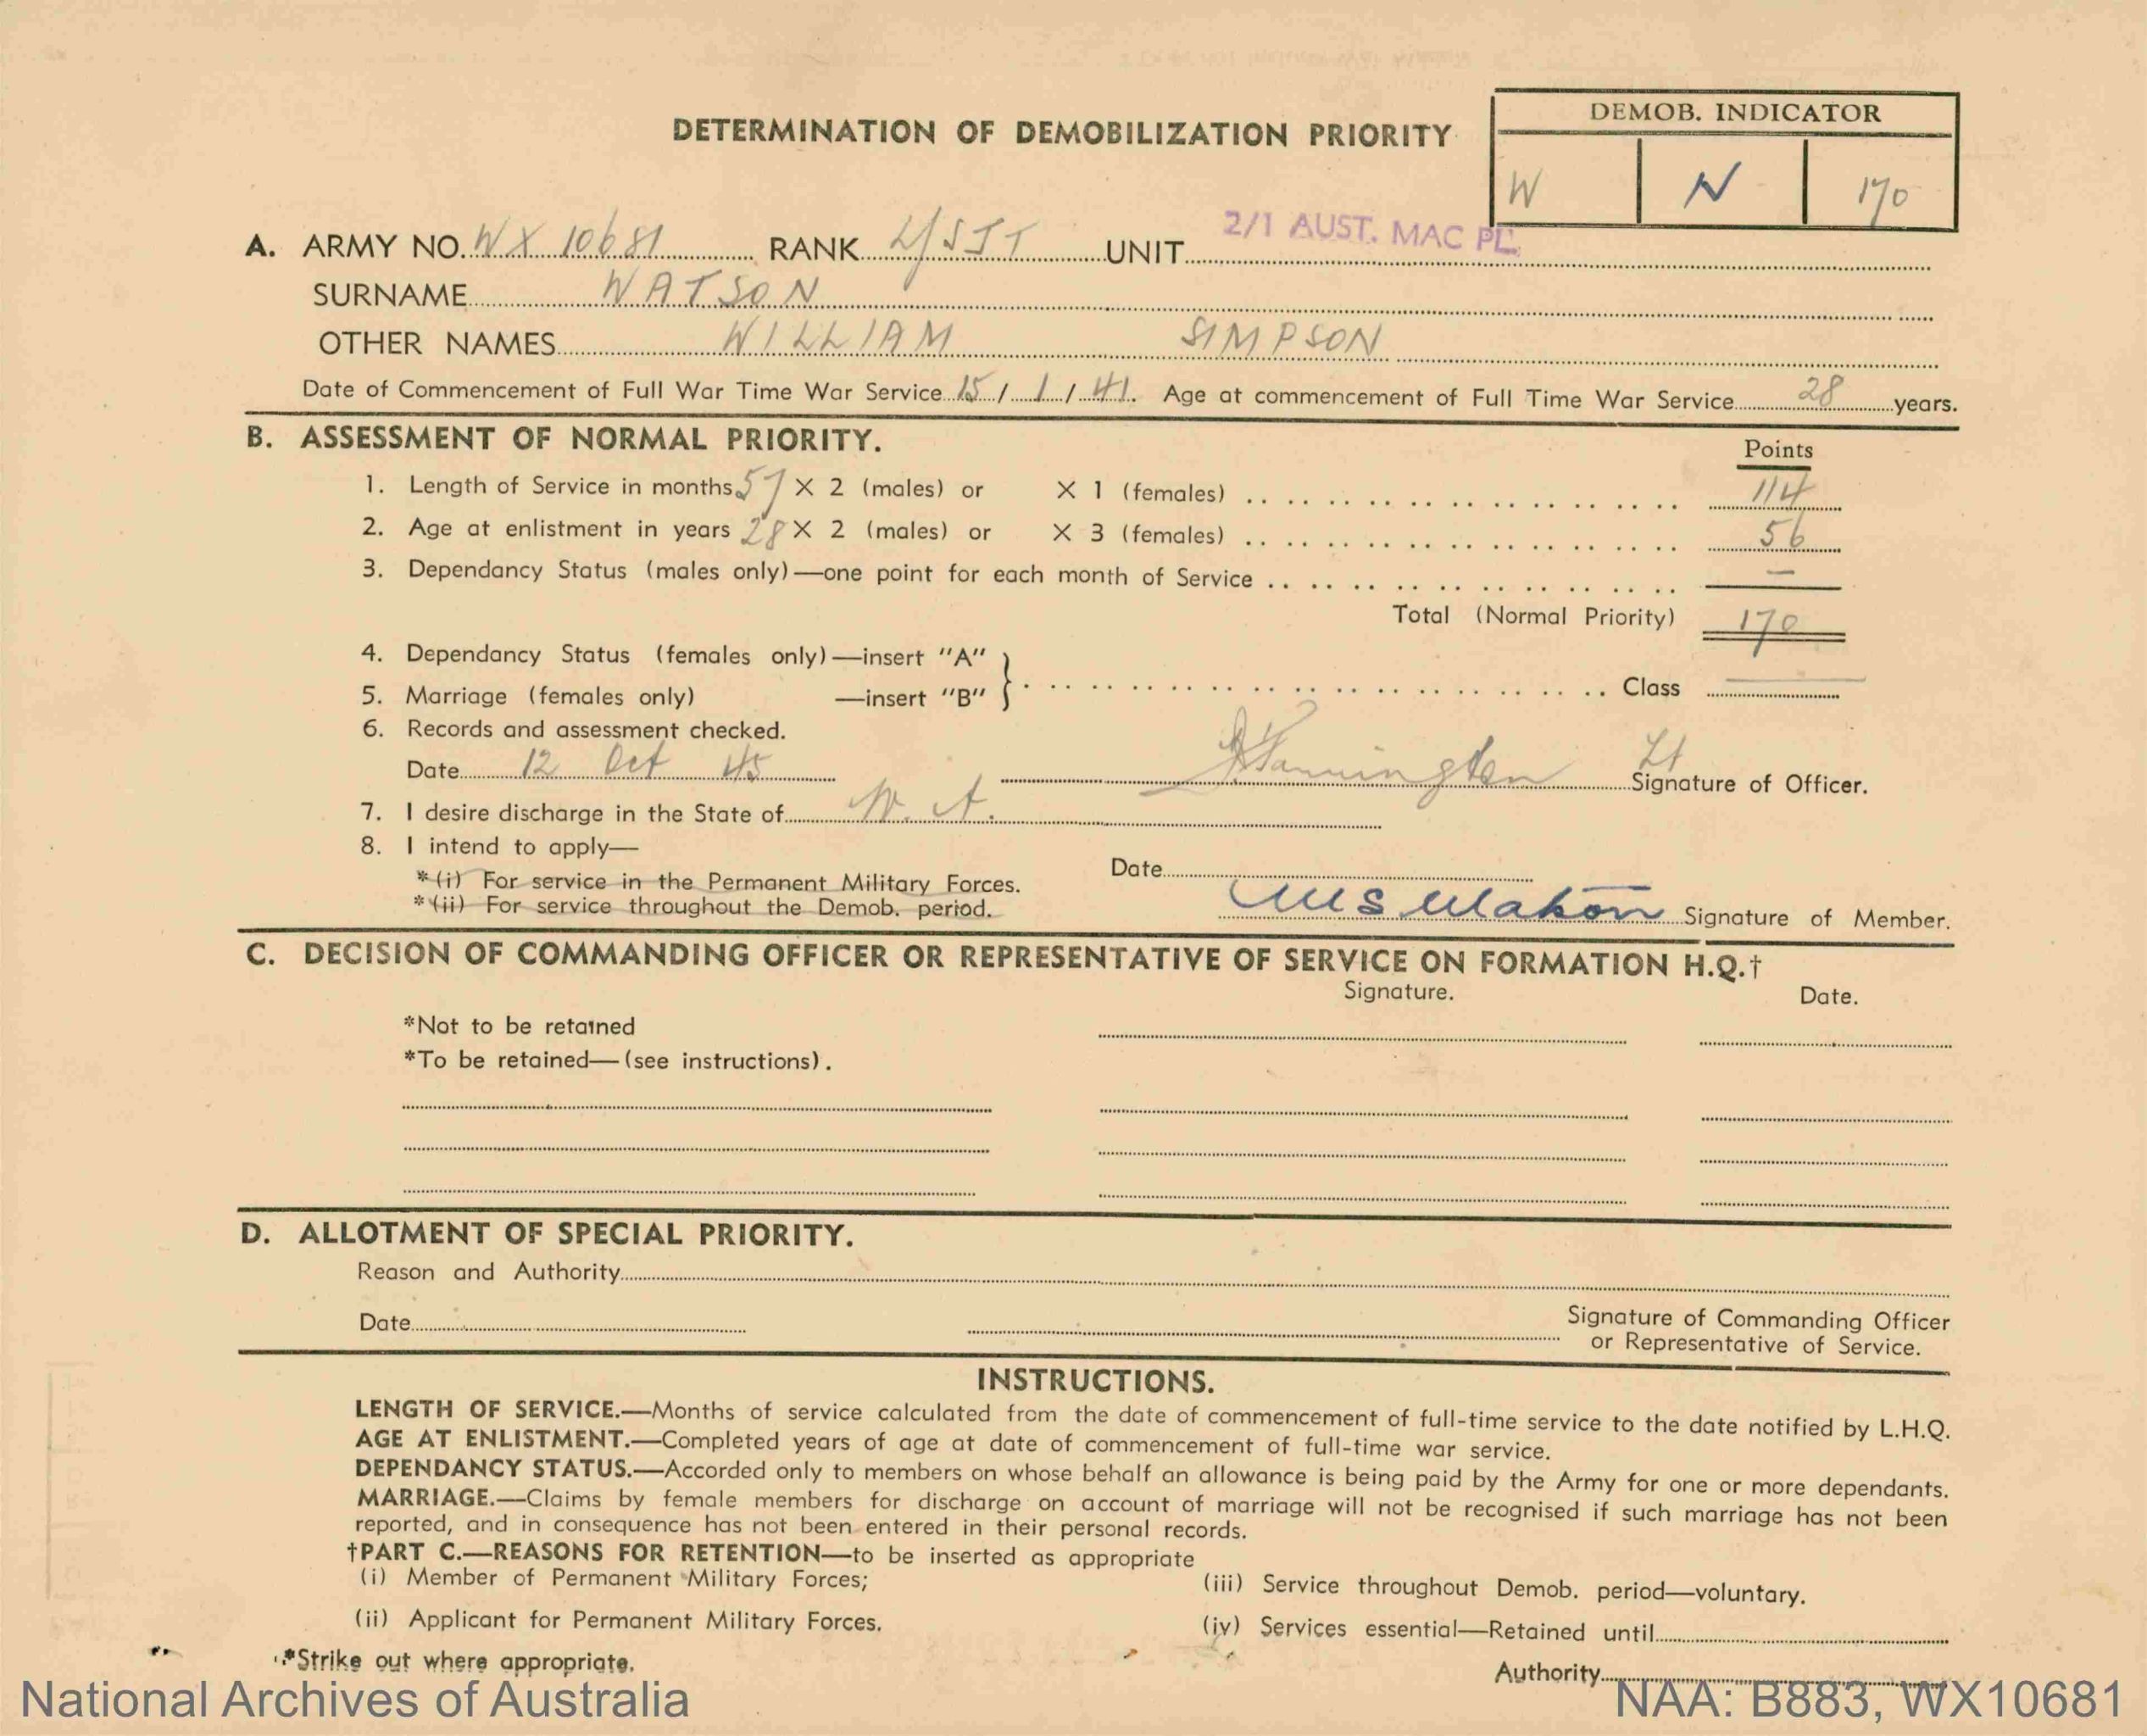 DETERMINATION OF DEMOBILIZATION PRIORITY
DEMOB. INDICATOR
W N 170
A. ARMY NO. WX 10681 RANK L/SJT UNIT 2/1 AUST. MAC PL.
SURNAME WATSON
OTHER NAMES WILLIAM SIMPSON
Date of Commencement of Full War Time War Service 15 / 1 / 41. Age at commencement of Full Time War Service 28 years.
B. ASSESSMENT OF NORMAL PRIORITY.
Points
1. Length of Service in months 57 X 2 (males) or X 1 (females) 114
2. Age at enlistment in years 28 X 2 (males) or X 3 (females) 56
3. Dependancy Status (males only)—one point for each month of Service —
Total (Normal Priority) 170
4. Dependancy Status (females only)—insert "A"
5. Marriage (females only) —insert "B" } Class —
6. Records and assessment checked.
Date 12 Oct 45 Lt Signature of Officer.
7. I desire discharge in the State of W. A.
8. I intend to apply—
*(i) For service in the Permanent Military Forces. Date
*(ii) For service throughout the Demob. period. WS Watson Signature of Member.
C. DECISION OF COMMANDING OFFICER OR REPRESENTATIVE OF SERVICE ON FORMATION H.Q.†
Signature. Date.
*Not to be retained
*To be retained—(see instructions).
D. ALLOTMENT OF SPECIAL PRIORITY.
Reason and Authority
Date Signature of Commanding Officer
or Representative of Service.
INSTRUCTIONS.
LENGTH OF SERVICE.—Months of service calculated from the date of commencement of full-time service to the date notified by L.H.Q.
AGE AT ENLISTMENT.—Completed years of age at date of commencement of full-time war service.
DEPENDANCY STATUS.—Accorded only to members on whose behalf an allowance is being paid by the Army for one or more dependants.
MARRIAGE.—Claims by female members for discharge on account of marriage will not be recognised if such marriage has not been
reported, and in consequence has not been entered in their personal records.
†PART C.—REASONS FOR RETENTION—to be inserted as appropriate
(i) Member of Permanent Military Forces; (iii) Service throughout Demob. period—voluntary.
(ii) Applicant for Permanent Military Forces. (iv) Services essential—Retained until
*Strike out where appropriate. Authority
National Archives of Australia NAA: B883, WX10681